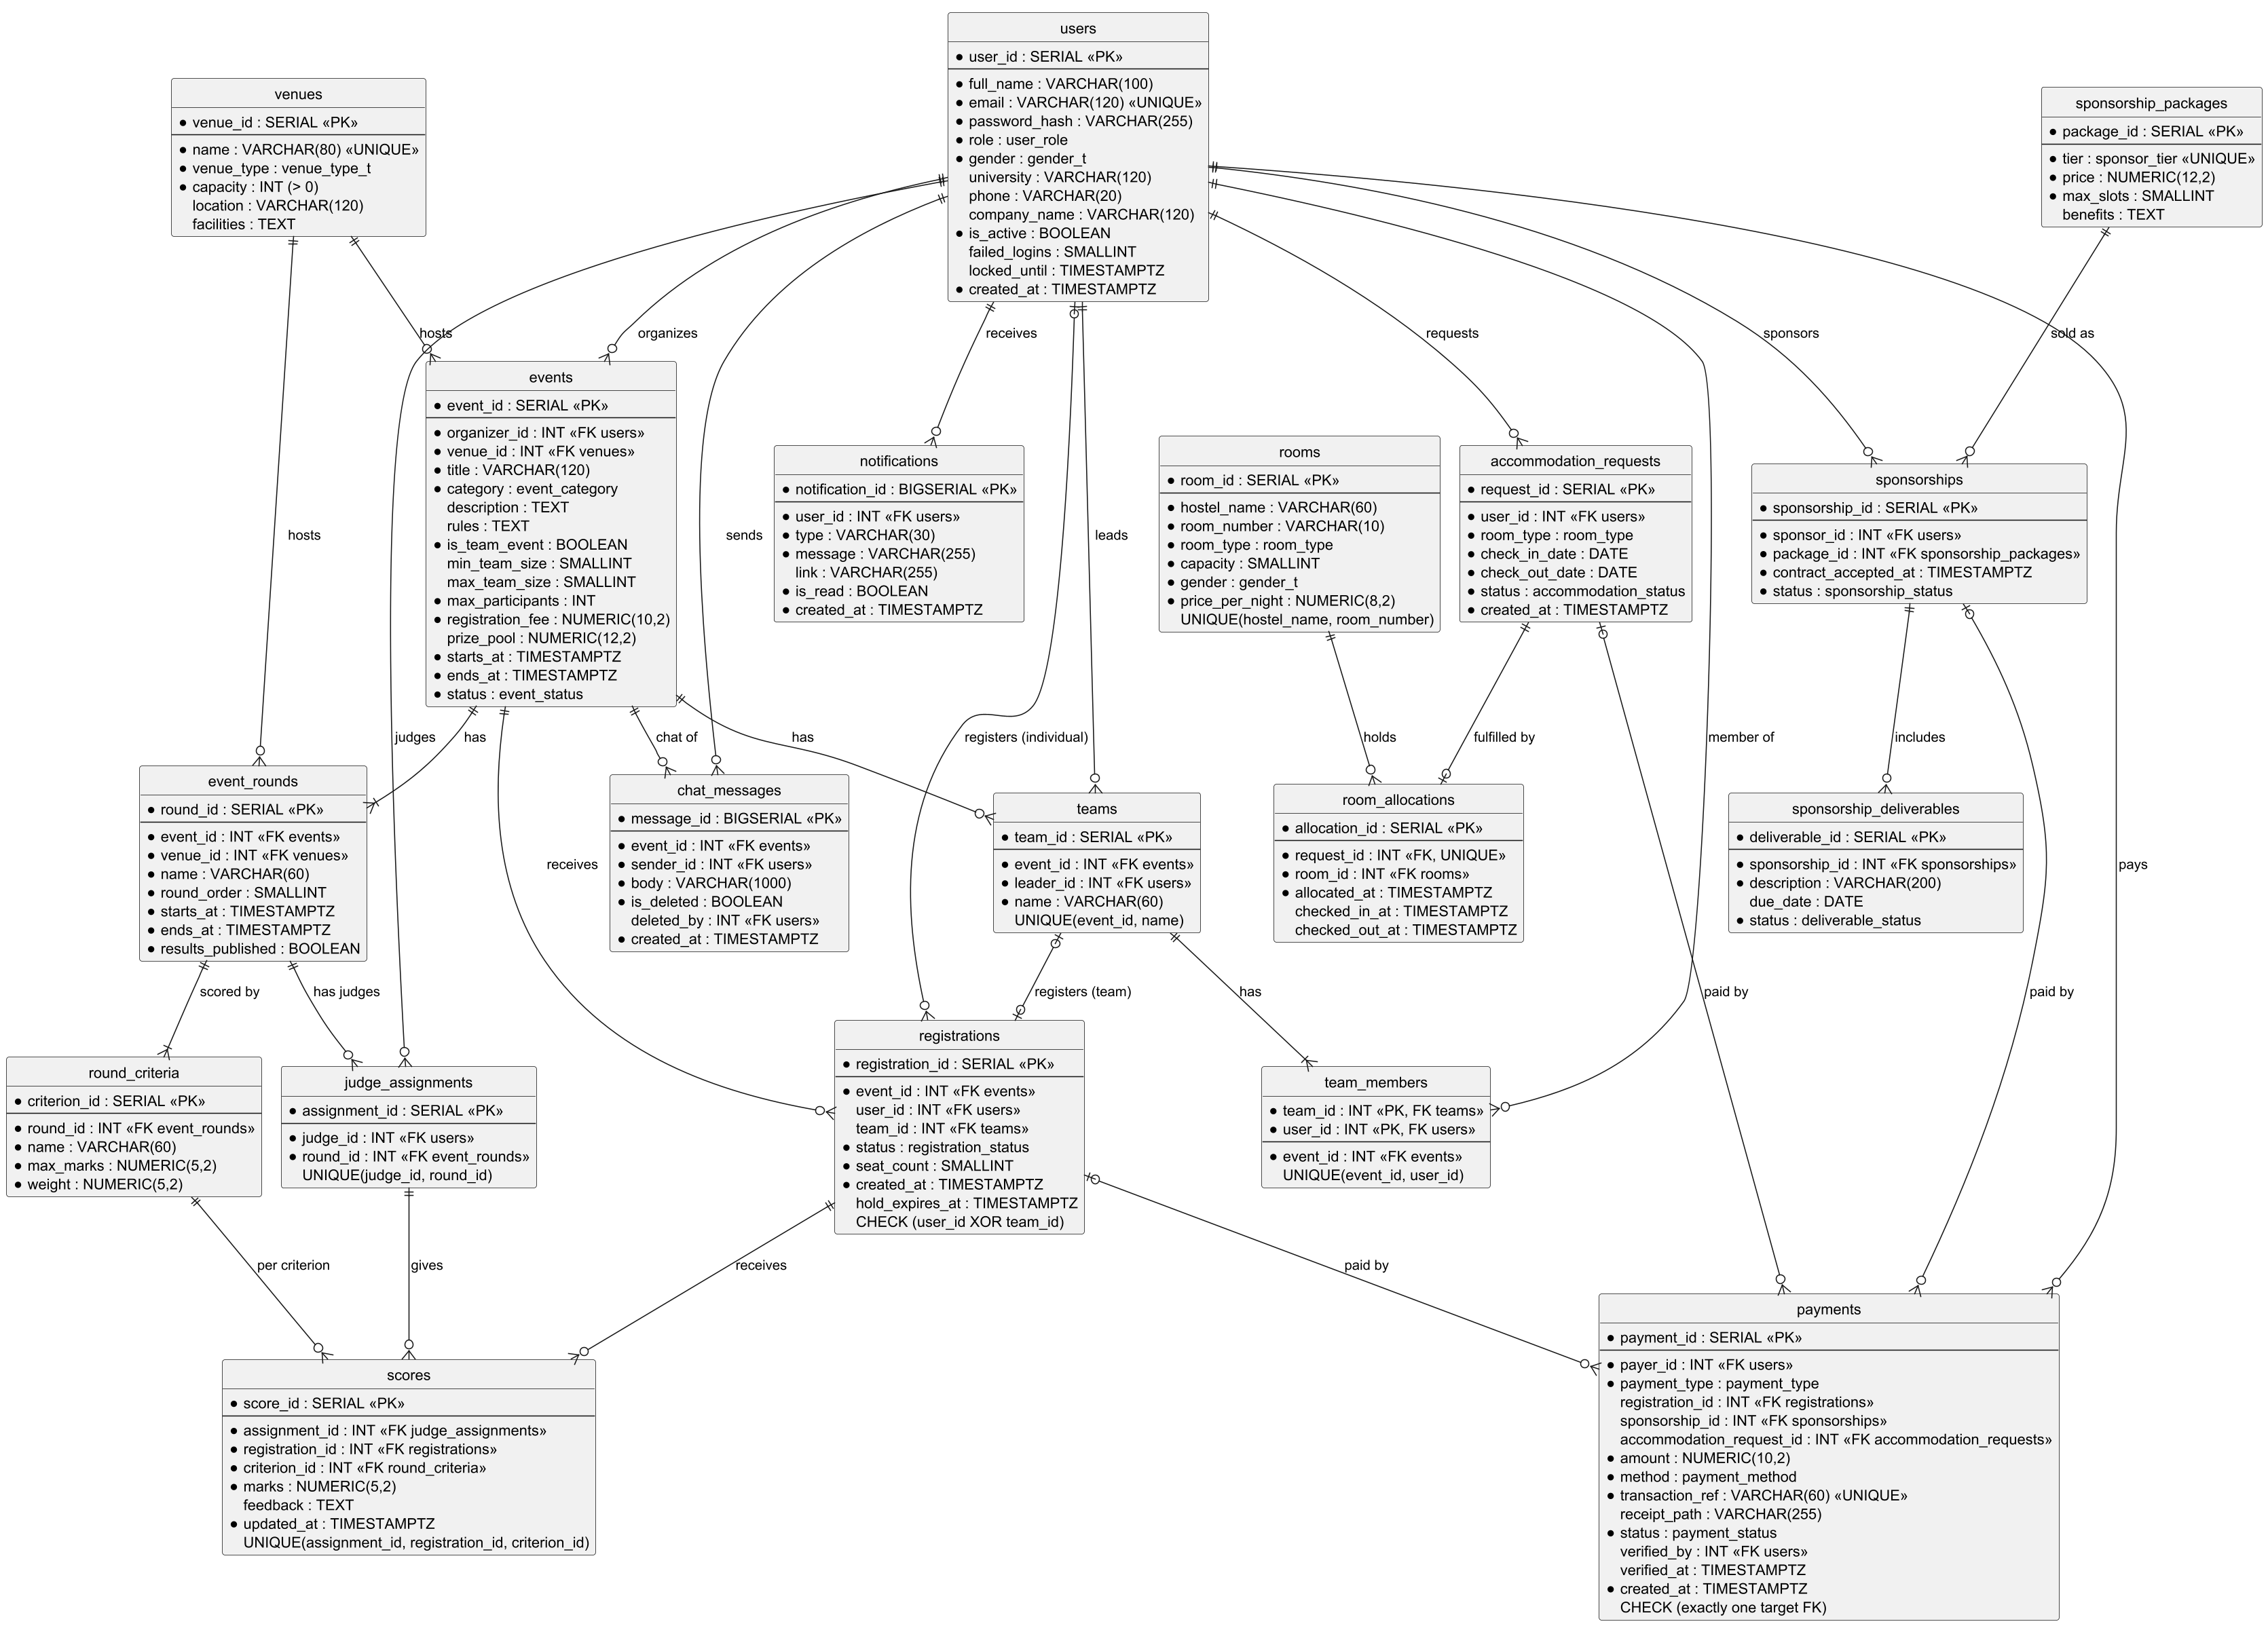 users
* user_id : SERIAL «PK»
* full_name : VARCHAR(100)
* email : VARCHAR(120) «UNIQUE»
* password_hash : VARCHAR(255)
* role : user_role
* gender : gender_t
university : VARCHAR(120)
phone : VARCHAR(20)
company_name : VARCHAR(120)
* is_active : BOOLEAN
failed_logins : SMALLINT
locked_until : TIMESTAMPTZ
* created_at : TIMESTAMPTZ
venues
* venue_id : SERIAL «PK»
* name : VARCHAR(80) «UNIQUE»
* venue_type : venue_type_t
* capacity : INT (> 0)
location : VARCHAR(120)
facilities : TEXT
sponsorship_packages
* package_id : SERIAL «PK»
* tier : sponsor_tier «UNIQUE»
* price : NUMERIC(12,2)
* max_slots : SMALLINT
benefits : TEXT
hosts
organizes
receives
requests
sponsors
sold as
events
* event_id : SERIAL «PK»
* organizer_id : INT «FK users»
* venue_id : INT «FK venues»
* title : VARCHAR(120)
* category : event_category
description : TEXT
rules : TEXT
* is_team_event : BOOLEAN
min_team_size : SMALLINT
max_team_size : SMALLINT
* max_participants : INT
* registration_fee : NUMERIC(10,2)
prize_pool : NUMERIC(12,2)
* starts_at : TIMESTAMPTZ
* ends_at : TIMESTAMPTZ
* status : event_status
notifications
* notification_id : BIGSERIAL «PK»
* user_id : INT «FK users»
* type : VARCHAR(30)
* message : VARCHAR(255)
link : VARCHAR(255)
* is_read : BOOLEAN
* created_at : TIMESTAMPTZ
rooms
* room_id : SERIAL «PK»
* hostel_name : VARCHAR(60)
* room_number : VARCHAR(10)
* room_type : room_type
* capacity : SMALLINT
* gender : gender_t
* price_per_night : NUMERIC(8,2)
UNIQUE(hostel_name, room_number)
accommodation_requests
* request_id : SERIAL «PK»
* user_id : INT «FK users»
* room_type : room_type
* check_in_date : DATE
* check_out_date : DATE
* status : accommodation_status
* created_at : TIMESTAMPTZ
sponsorships
* sponsorship_id : SERIAL «PK»
* sponsor_id : INT «FK users»
* package_id : INT «FK sponsorship_packages»
* contract_accepted_at : TIMESTAMPTZ
* status : sponsorship_status
hosts
sends
leads
judges
has
chat of
has
registers (individual)
holds
fulfilled by
member of
includes
event_rounds
* round_id : SERIAL «PK»
* event_id : INT «FK events»
* venue_id : INT «FK venues»
* name : VARCHAR(60)
* round_order : SMALLINT
* starts_at : TIMESTAMPTZ
* ends_at : TIMESTAMPTZ
* results_published : BOOLEAN
chat_messages
* message_id : BIGSERIAL «PK»
* event_id : INT «FK events»
* sender_id : INT «FK users»
* body : VARCHAR(1000)
* is_deleted : BOOLEAN
deleted_by : INT «FK users»
* created_at : TIMESTAMPTZ
teams
* team_id : SERIAL «PK»
* event_id : INT «FK events»
* leader_id : INT «FK users»
* name : VARCHAR(60)
UNIQUE(event_id, name)
room_allocations
* allocation_id : SERIAL «PK»
* request_id : INT «FK, UNIQUE»
* room_id : INT «FK rooms»
* allocated_at : TIMESTAMPTZ
checked_in_at : TIMESTAMPTZ
checked_out_at : TIMESTAMPTZ
sponsorship_deliverables
* deliverable_id : SERIAL «PK»
* sponsorship_id : INT «FK sponsorships»
* description : VARCHAR(200)
due_date : DATE
* status : deliverable_status
receives
pays
scored by
has judges
registers (team)
has
paid by
paid by
round_criteria
* criterion_id : SERIAL «PK»
* round_id : INT «FK event_rounds»
* name : VARCHAR(60)
* max_marks : NUMERIC(5,2)
* weight : NUMERIC(5,2)
judge_assignments
* assignment_id : SERIAL «PK»
* judge_id : INT «FK users»
* round_id : INT «FK event_rounds»
UNIQUE(judge_id, round_id)
registrations
* registration_id : SERIAL «PK»
* event_id : INT «FK events»
user_id : INT «FK users»
team_id : INT «FK teams»
* status : registration_status
* seat_count : SMALLINT
* created_at : TIMESTAMPTZ
hold_expires_at : TIMESTAMPTZ
CHECK (user_id XOR team_id)
team_members
* team_id : INT «PK, FK teams»
* user_id : INT «PK, FK users»
* event_id : INT «FK events»
UNIQUE(event_id, user_id)
per criterion
gives
receives
paid by
scores
* score_id : SERIAL «PK»
* assignment_id : INT «FK judge_assignments»
* registration_id : INT «FK registrations»
* criterion_id : INT «FK round_criteria»
* marks : NUMERIC(5,2)
feedback : TEXT
* updated_at : TIMESTAMPTZ
UNIQUE(assignment_id, registration_id, criterion_id)
payments
* payment_id : SERIAL «PK»
* payer_id : INT «FK users»
* payment_type : payment_type
registration_id : INT «FK registrations»
sponsorship_id : INT «FK sponsorships»
accommodation_request_id : INT «FK accommodation_requests»
* amount : NUMERIC(10,2)
* method : payment_method
* transaction_ref : VARCHAR(60) «UNIQUE»
receipt_path : VARCHAR(255)
* status : payment_status
verified_by : INT «FK users»
verified_at : TIMESTAMPTZ
* created_at : TIMESTAMPTZ
CHECK (exactly one target FK)